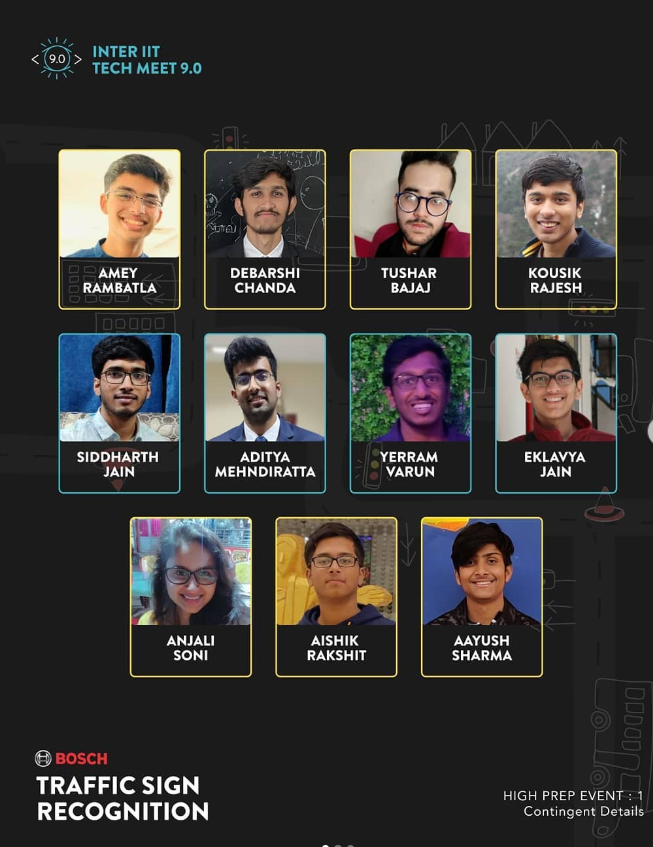 9.0
INTER IIT
TECH MEET 9.0
AMEY
RAMBATLA
DEBARSHI
CHANDA
TUSHAR
BAJAJ
KOUSIK
RAJESH
SIDDHARTH
JAIN
ADITYA
MEHNDIRATTA
YERRAM
VARUN
EKLAVYA
JAIN
ANJALI
SONI
AISHIK
RAKSHIT
AAYUSH
SHARMA
BOSCH
TRAFFIC SIGN
RECOGNITION
HIGH PREP EVENT : 1
Contingent Details